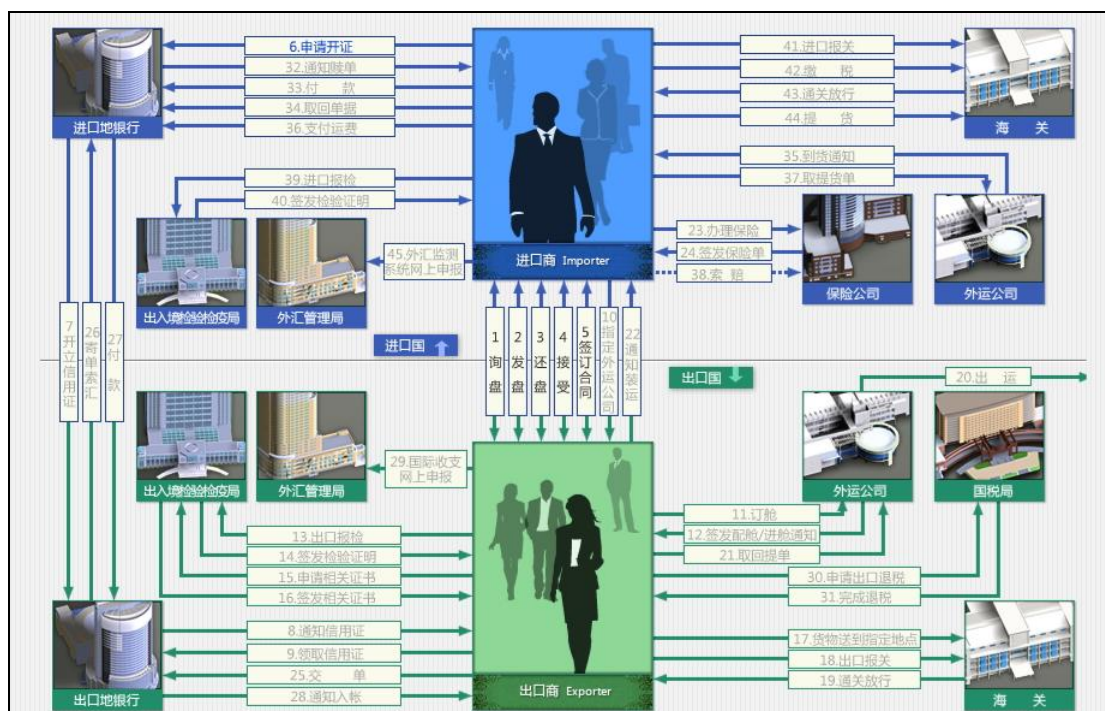 6.申请开证
32.通知赎单
33.付 款
34.取回单据
36.支付运费
进口地银行
41.进口报关
42.缴 税
43.通关放行
44.提 货
海 关
35.到货通知
37.取提货单
39.进口报检
40.签发检验证明
出入境检验检疫局
45.外汇监测
系统网上申报
外汇管理局
进口商 Importer
23.办理保险
24.签发保险单
38.索 赔
保险公司
外运公司
进口国
7开立信用证
26寄单索汇
27付 款
1询 盘
2发 盘
3还 盘
4接 受
5签订合同
10指定外运公司
22通知装运
出口国
20.出 运
出入境检验检疫局
外汇管理局
29.国际收支
网上申报
外运公司
国税局
11.订舱
12.签发配舱/进舱通知
21.取回提单
13.出口报检
14.签发检验证明
15.申请相关证书
16.签发相关证书
30.申请出口退税
31.完成退税
8.通知信用证
9.领取信用证
25.交 单
28.通知入帐
出口地银行
出口商 Exporter
17.货物送到指定地点
18.出口报关
19.通关放行
海 关